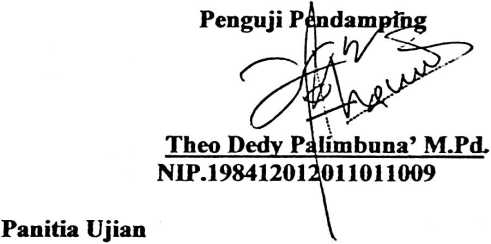 Penguji Pendamping
Theo Dedy Palimbuna' M.Pd.
NIP.198412012011011009
Panitia Ujian